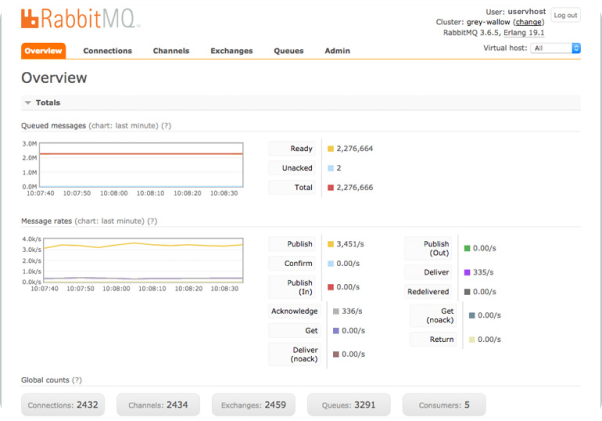 RabbitMQ
User: uservhost
Log out
Cluster: grey-wallow (change)
RabbitMQ 3.6.5, Erlang 19.1
Overview Connections Channels Exchanges Queues Admin
Virtual host: All
Overview
Totals
Queued messages (chart: last minute) (?)
3.0M
2.0M
1.0M
0.0M
10:07:40 10:07:50 10:08:00 10:08:10 10:08:20 10:08:30
Ready 2,276,664
Unacked 2
Total 2,276,666
Message rates (chart: last minute) (?)
4.0k/s
3.0k/s
2.0k/s
1.0k/s
0.0k/s
10:07:40 10:07:50 10:08:00 10:08:10 10:08:20 10:08:30
Publish 3,451/s
Confirm 0.00/s
Publish
(In) 0.00/s
Acknowledge 336/s
Get 0.00/s
Deliver
(noack) 0.00/s
Publish
(Out) 0.00/s
Deliver 335/s
Redelivered 0.00/s
Get
(noack) 0.00/s
Return 0.00/s
Global counts (?)
Connections: 2432 Channels: 2434 Exchanges: 2459 Queues: 3291 Consumers: 5